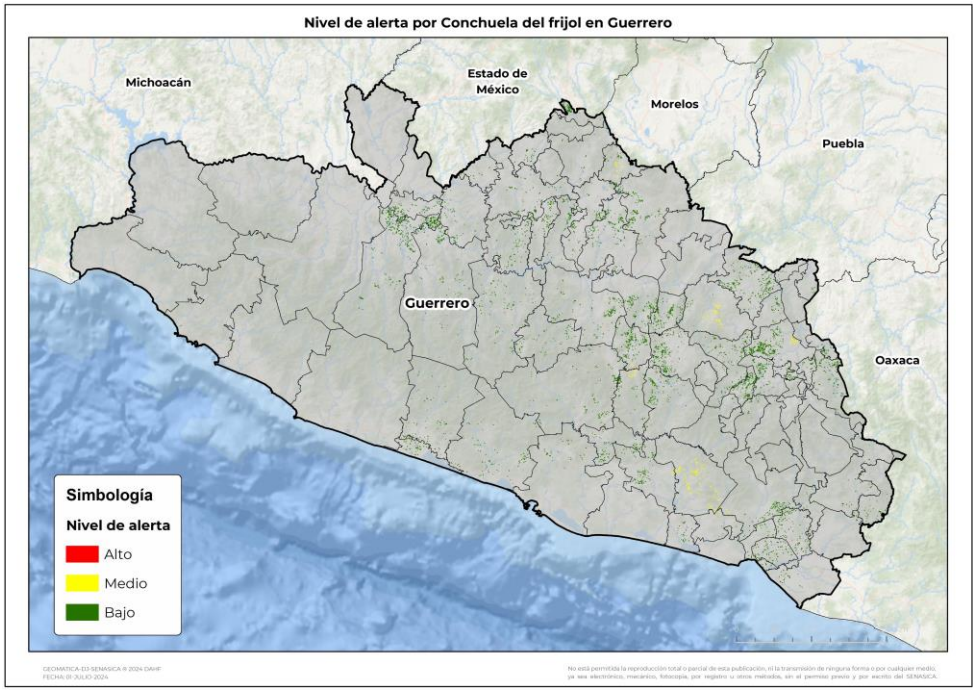 Nivel de alerta por Conchuela del frijol en Guerrero
Michoacán
Estado de
México
Morelos
Puebla
Guerrero
Oaxaca
Simbología
Nivel de alerta
Alto
Medio
Bajo
GEOMATICA-DJ-SENASICA ® 2024 DAHF.
FECHA: 01-JULIO-2024.
No está permitida la reproducción total o parcial de esta publicación, ni la transmisión de ninguna forma o por cualquier medio,
ya sea electrónico, mecánico, fotocopia, por registro u otros métodos, sin el permiso previo y por escrito del SENASICA.